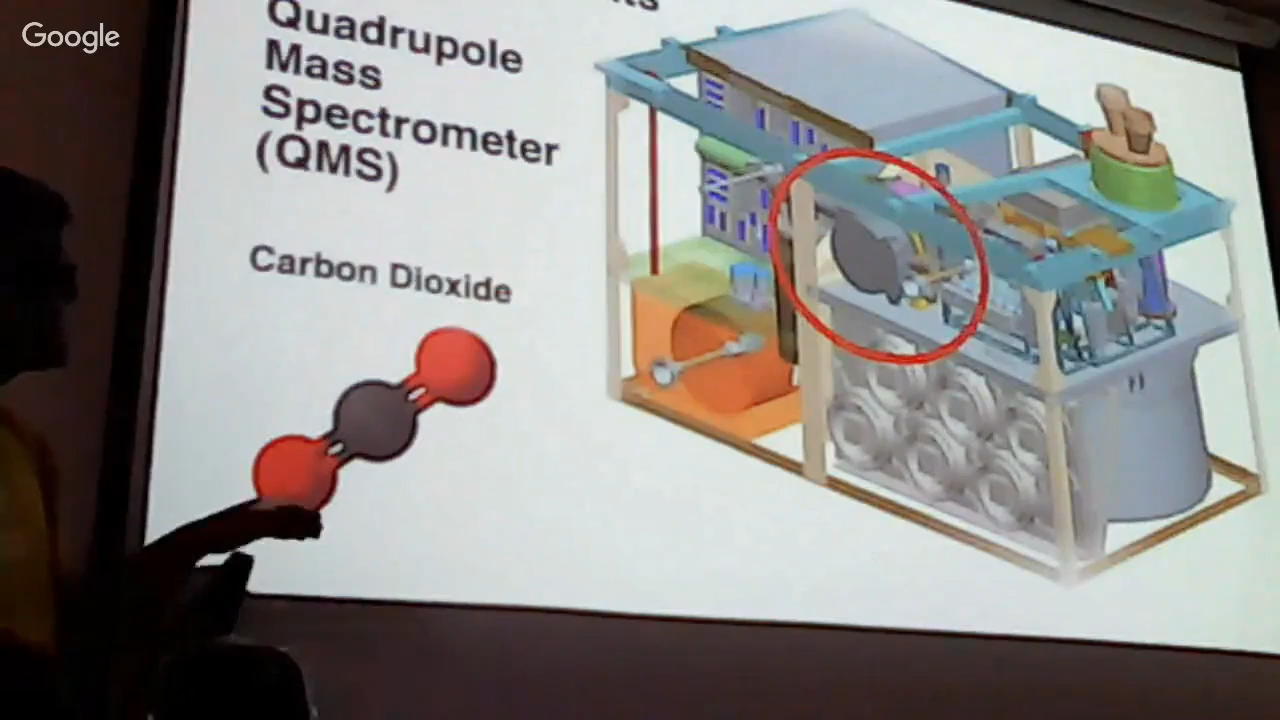 Google
Quadrupole
Mass
Spectrometer
(QMS)
Carbon Dioxide